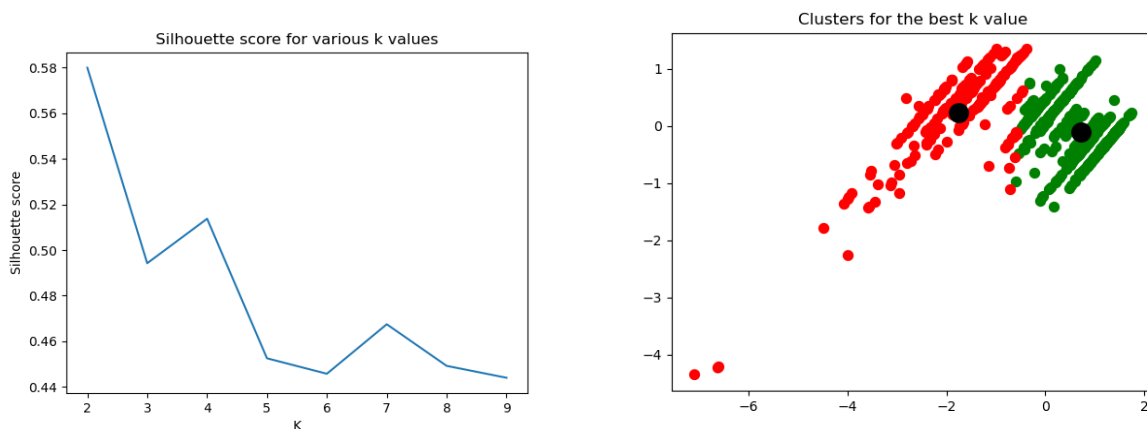 Silhouette score for various k values
0.58
0.56
0.54
0.52
0.50
0.48
0.46
0.44
Silhouette score
2 3 4 5 6 7 8 9
K
Clusters for the best k value
1
0
−1
−2
−3
−4
−6 −4 −2 0 2